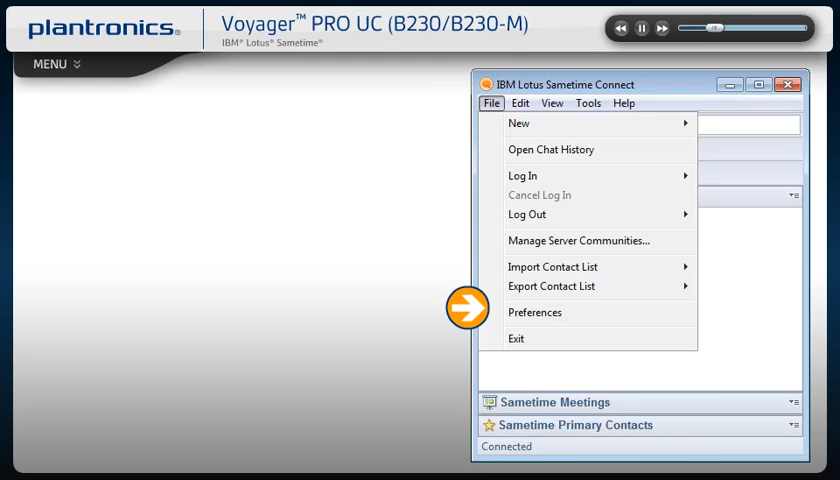 plantronics®
Voyager™ PRO UC (B230/B230-M)
IBM® Lotus® Sametime®
MENU
IBM Lotus Sametime Connect
File Edit View Tools Help
New
Open Chat History
Log In
Cancel Log In
Log Out
Manage Server Communities...
Import Contact List
Export Contact List
Preferences
Exit
Sametime Meetings
Sametime Primary Contacts
Connected